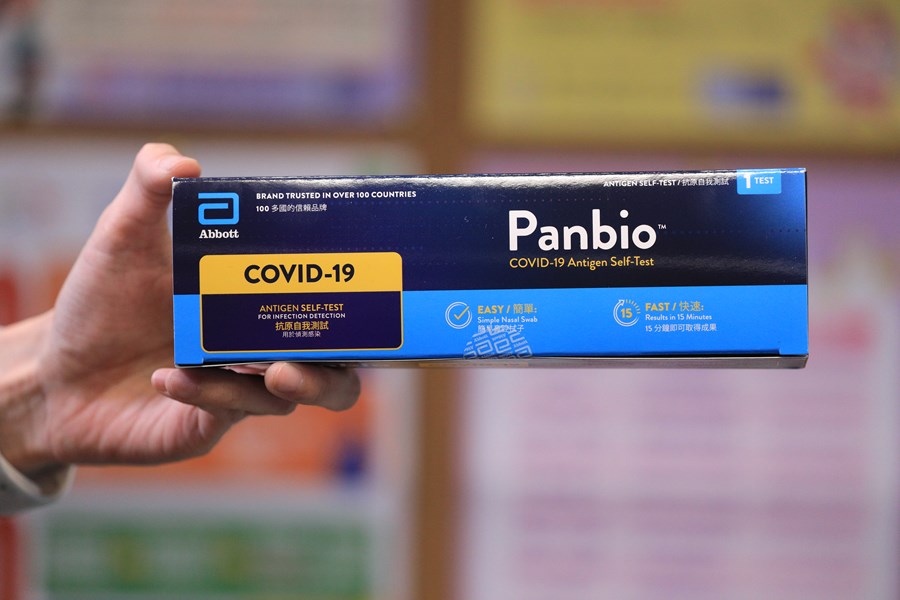 BRAND TRUSTED IN OVER 100 COUNTRIES
100 多國的信賴品牌
Abbott
ANTIGEN SELF-TEST / 抗原自我測試
1 TEST
Panbio™
COVID-19 Antigen Self-Test
COVID-19
ANTIGEN SELF-TEST
FOR INFECTION DETECTION
抗原自我測試
用於偵測感染
EASY / 簡單:
Simple Nasal Swab
15
FAST / 快速:
Results in 15 Minutes
15 分鐘即可取得成果